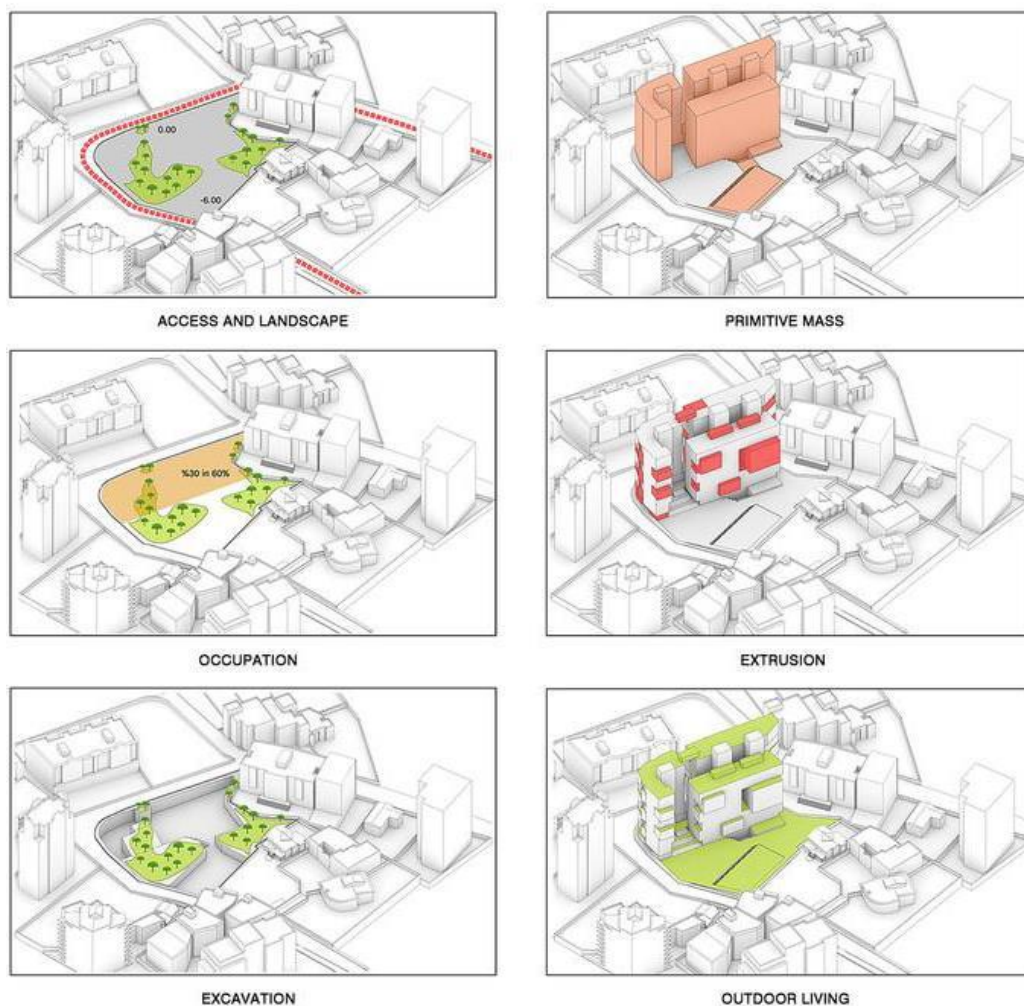 0.00
-6.00
ACCESS AND LANDSCAPE
PRIMITIVE MASS
%30 in 60%
OCCUPATION
EXTRUSION
EXCAVATION
OUTDOOR LIVING